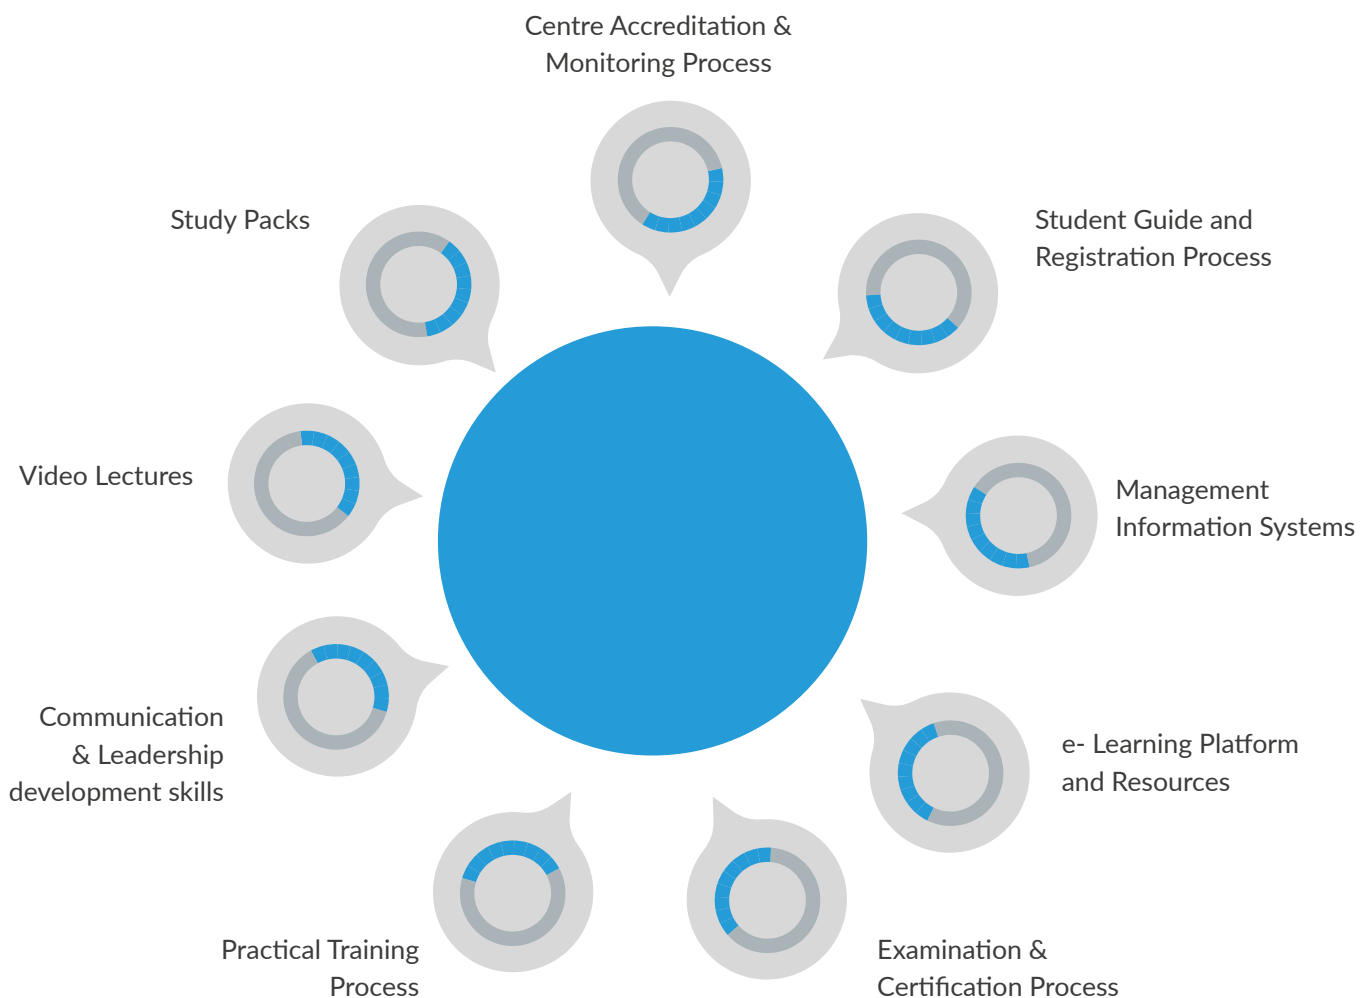 Centre Accreditation &
Monitoring Process
Study Packs
Student Guide and
Registration Process
Video Lectures
Management
Information Systems
Communication
& Leadership
development skills
e- Learning Platform
and Resources
Practical Training
Process
Examination &
Certification Process